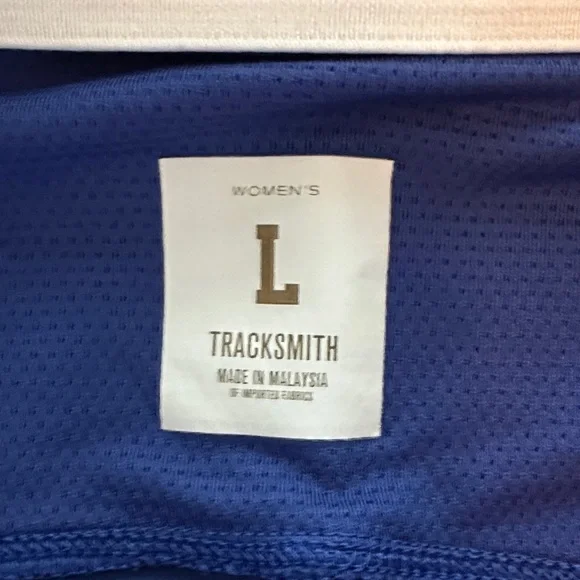 WOMEN'S
L
TRACKSMITH
MADE IN MALAYSIA
OF IMPORTED FABRICS